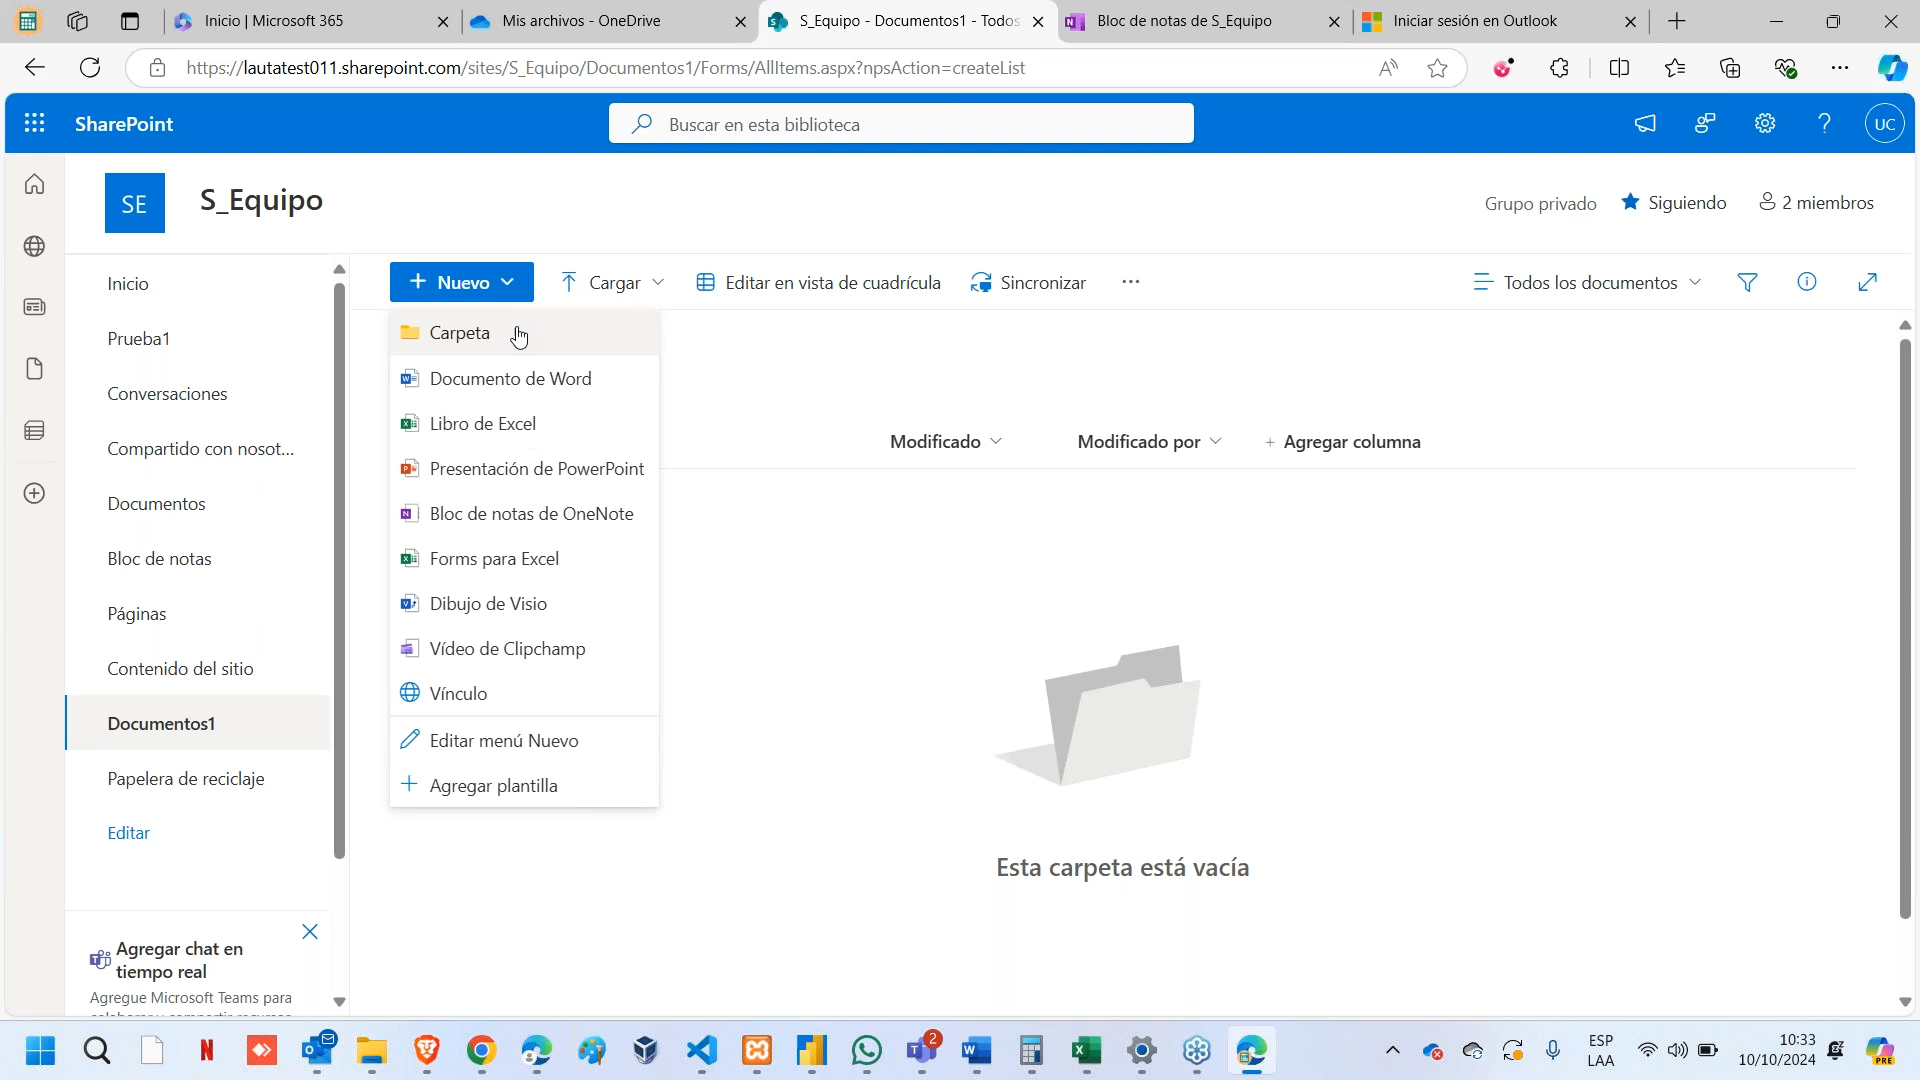 Inicio | Microsoft 365
Mis archivos - OneDrive
S_Equipo - Documentos1 - Todos
Bloc de notas de S_Equipo
Iniciar sesión en Outlook
https://lautatest011.sharepoint.com/sites/S_Equipo/Documentos1/Forms/AllItems.aspx?npsAction=createList
SharePoint
Buscar en esta biblioteca
UC
SE
S_Equipo
Grupo privado
Siguiendo
2 miembros
Inicio
Prueba1
Conversaciones
Compartido con nosot...
Documentos
Bloc de notas
Páginas
Contenido del sitio
Documentos1
Papelera de reciclaje
Editar
Agregar chat en
tiempo real
Agregue Microsoft Teams para
+ Nuevo
Cargar
Editar en vista de cuadrícula
Sincronizar
...
Todos los documentos
Carpeta
Documento de Word
Libro de Excel
Presentación de PowerPoint
Bloc de notas de OneNote
Forms para Excel
Dibujo de Visio
Vídeo de Clipchamp
Vínculo
Editar menú Nuevo
+ Agregar plantilla
Modificado
Modificado por
+ Agregar columna
Esta carpeta está vacía
2
ESP
LAA
10:33
10/10/2024
PRE